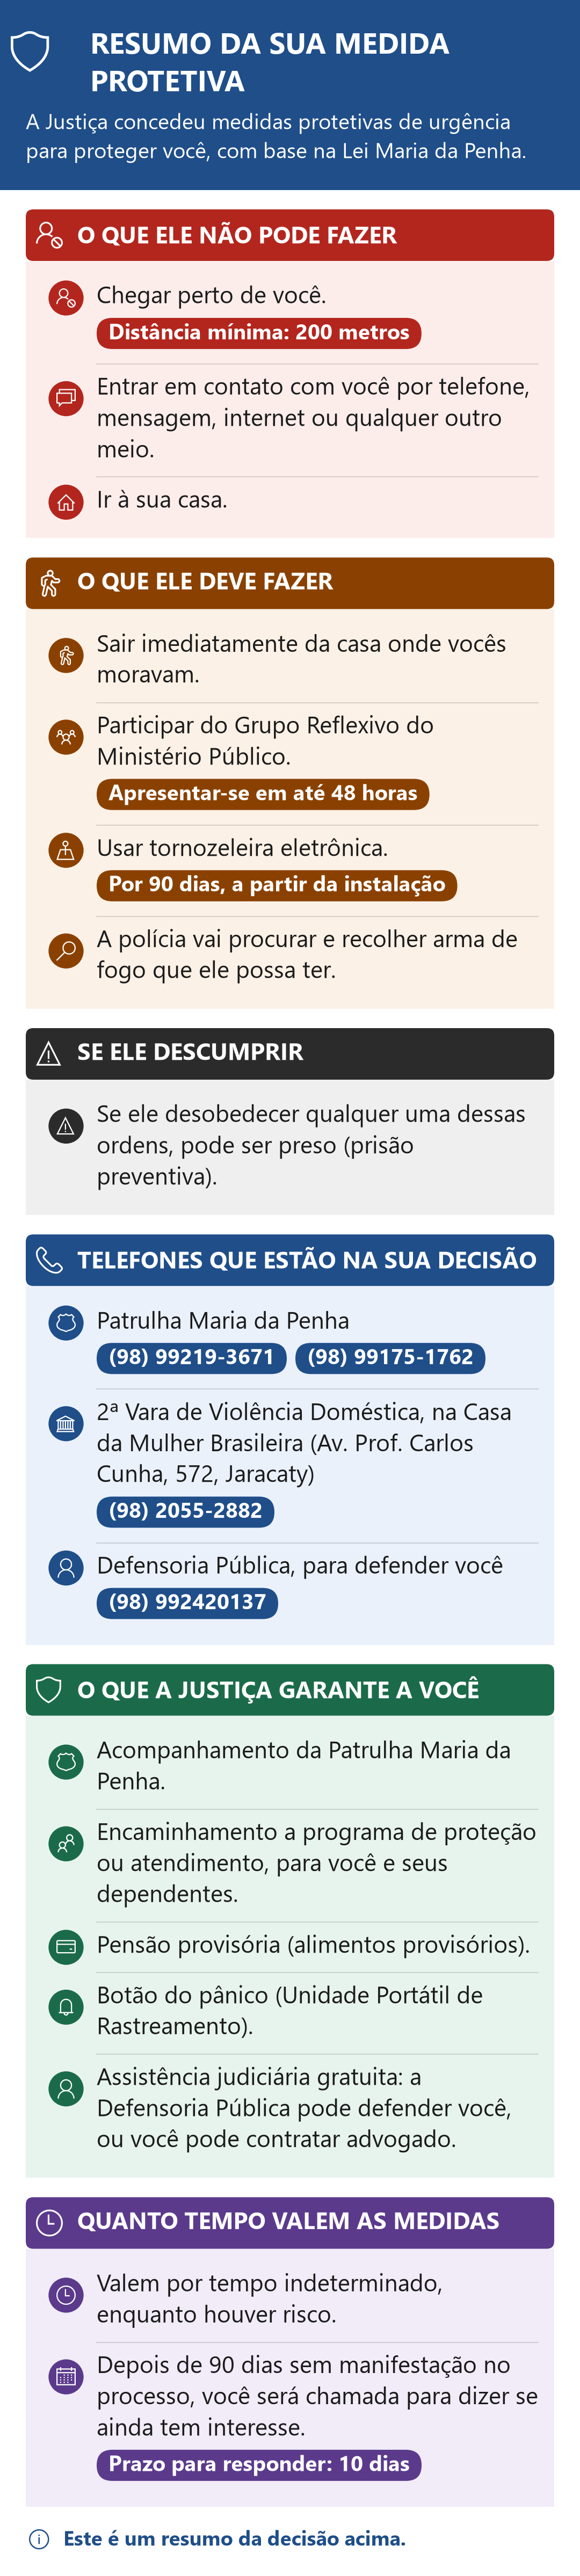 RESUMO DA SUA MEDIDA
PROTETIVA
A Justiça concedeu medidas protetivas de urgência
para proteger você, com base na Lei Maria da Penha.
O QUE ELE NÃO PODE FAZER
Chegar perto de você.
Distância mínima: 200 metros
Entrar em contato com você por telefone,
mensagem, internet ou qualquer outro
meio.
Ir à sua casa.
O QUE ELE DEVE FAZER
Sair imediatamente da casa onde vocês
moravam.
Participar do Grupo Reflexivo do
Ministério Público.
Apresentar-se em até 48 horas
Usar tornozeleira eletrônica.
Por 90 dias, a partir da instalação
A polícia vai procurar e recolher arma de
fogo que ele possa ter.
SE ELE DESCUMPRIR
Se ele desobedecer qualquer uma dessas
ordens, pode ser preso (prisão
preventiva).
TELEFONES QUE ESTÃO NA SUA DECISÃO
Patrulha Maria da Penha
(98) 99219-3671 (98) 99175-1762
2ª Vara de Violência Doméstica, na Casa
da Mulher Brasileira (Av. Prof. Carlos
Cunha, 572, Jaracaty)
(98) 2055-2882
Defensoria Pública, para defender você
(98) 992420137
O QUE A JUSTIÇA GARANTE A VOCÊ
Acompanhamento da Patrulha Maria da
Penha.
Encaminhamento a programa de proteção
ou atendimento, para você e seus
dependentes.
Pensão provisória (alimentos provisórios).
Botão do pânico (Unidade Portátil de
Rastreamento).
Assistência judiciária gratuita: a
Defensoria Pública pode defender você,
ou você pode contratar advogado.
QUANTO TEMPO VALEM AS MEDIDAS
Valem por tempo indeterminado,
enquanto houver risco.
Depois de 90 dias sem manifestação no
processo, você será chamada para dizer se
ainda tem interesse.
Prazo para responder: 10 dias
Este é um resumo da decisão acima.